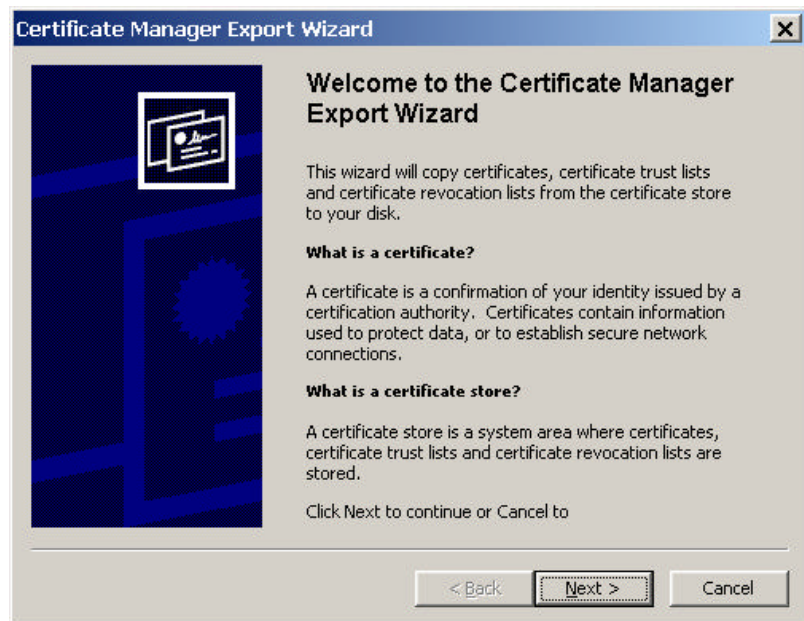 Certificate Manager Export Wizard
Welcome to the Certificate Manager
Export Wizard
This wizard will copy certificates, certificate trust lists
and certificate revocation lists from the certificate store
to your disk.
What is a certificate?
A certificate is a confirmation of your identity issued by a
certification authority. Certificates contain information
used to protect data, or to establish secure network
connections.
What is a certificate store?
A certificate store is a system area where certificates,
certificate trust lists and certificate revocation lists are
stored.
Click Next to continue or Cancel to
< Back Next > Cancel